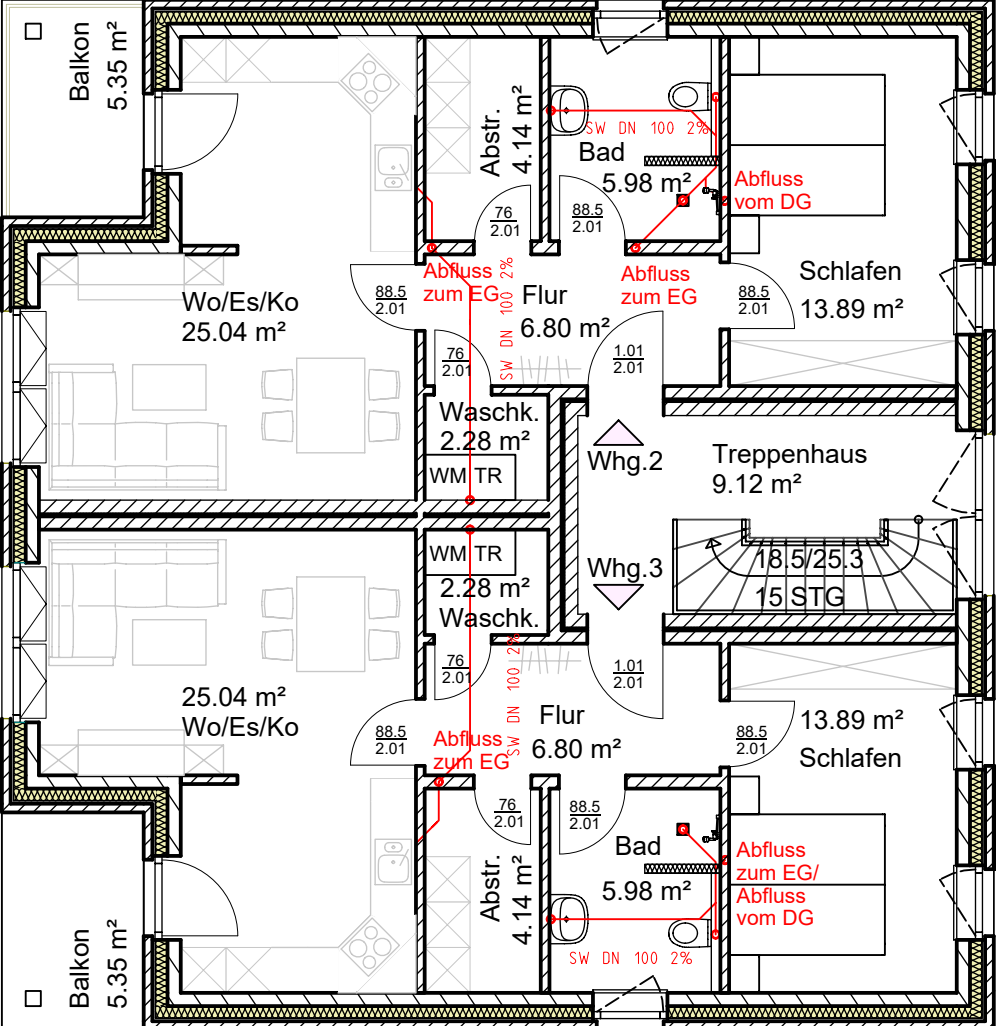 Balkon
5.35 m²
Abstr.
4.14 m²
SW DN 100 2%
Bad
5.98 m²
Abfluss
vom DG
76
2.01
88.5
2.01
Abfluss
zum EG
SW DN 100 2%
Abfluss
zum EG
Wo/Es/Ko
25.04 m²
88.5
2.01
Flur
6.80 m²
88.5
2.01
Schlafen
13.89 m²
76
2.01
1.01
2.01
Waschk.
2.28 m²
WM TR
Whg.2
Treppenhaus
9.12 m²
WM TR
2.28 m²
Waschk.
Whg.3
18.5/25.3
15 STG
76
2.01
SW DN 100 2%
1.01
2.01
25.04 m²
Wo/Es/Ko
88.5
2.01
Abfluss
zum EG
Flur
6.80 m²
88.5
2.01
13.89 m²
Schlafen
76
2.01
88.5
2.01
Bad
5.98 m²
Abfluss
zum EG/
Abfluss
vom DG
Abstr.
4.14 m²
SW DN 100 2%
Balkon
5.35 m²